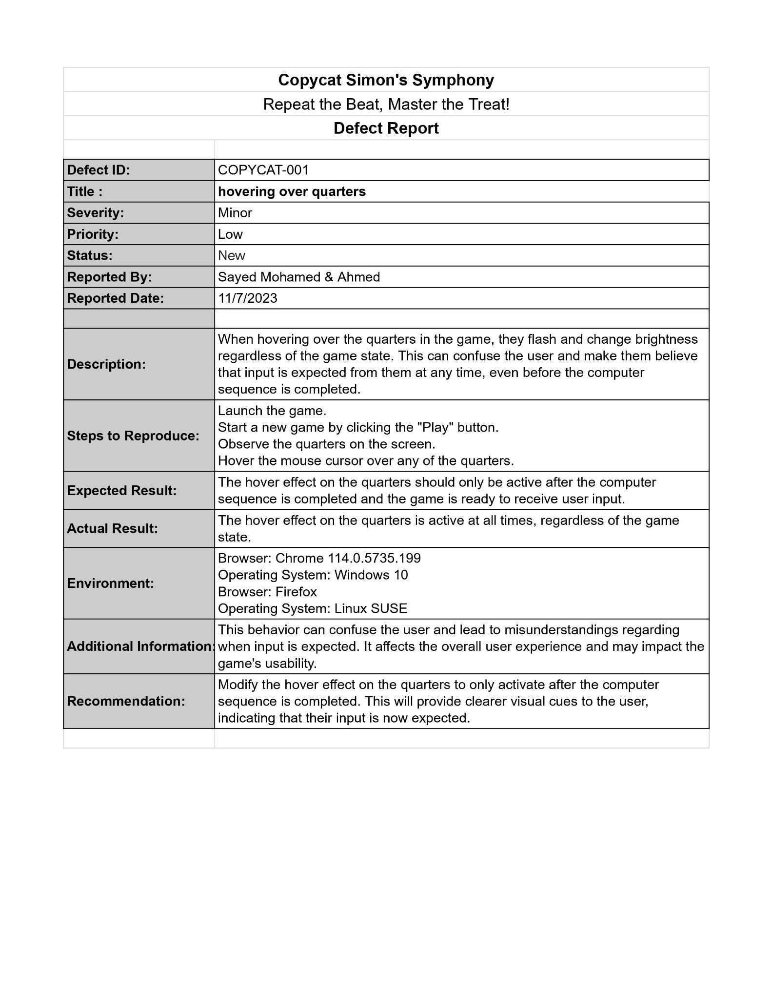 Copycat Simon's Symphony
Repeat the Beat, Master the Treat!
Defect Report
Defect ID: COPYCAT-001
Title : hovering over quarters
Severity: Minor
Priority: Low
Status: New
Reported By: Sayed Mohamed & Ahmed
Reported Date: 11/7/2023
Description:
When hovering over the quarters in the game, they flash and change brightness
regardless of the game state. This can confuse the user and make them believe
that input is expected from them at any time, even before the computer
sequence is completed.
Steps to Reproduce:
Launch the game.
Start a new game by clicking the "Play" button.
Observe the quarters on the screen.
Hover the mouse cursor over any of the quarters.
Expected Result:
The hover effect on the quarters should only be active after the computer
sequence is completed and the game is ready to receive user input.
Actual Result:
The hover effect on the quarters is active at all times, regardless of the game
state.
Environment:
Browser: Chrome 114.0.5735.199
Operating System: Windows 10
Browser: Firefox
Operating System: Linux SUSE
Additional Information:
This behavior can confuse the user and lead to misunderstandings regarding
when input is expected. It affects the overall user experience and may impact the
game's usability.
Recommendation:
Modify the hover effect on the quarters to only activate after the computer
sequence is completed. This will provide clearer visual cues to the user,
indicating that their input is now expected.